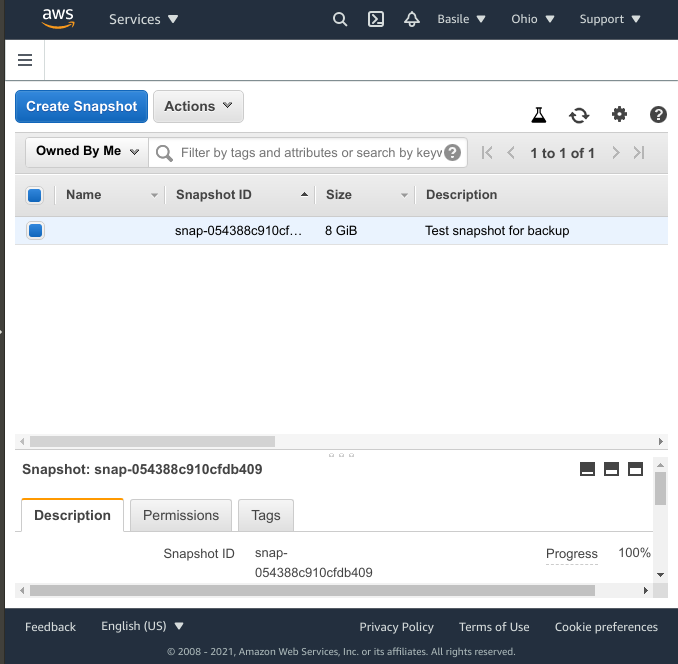 aws Services Basile Ohio Support
Create Snapshot Actions
Owned By Me Filter by tags and attributes or search by keyw 1 to 1 of 1
Name Snapshot ID Size Description
snap-054388c910cf... 8 GiB Test snapshot for backup
Snapshot: snap-054388c910cfdb409
Description Permissions Tags
Snapshot ID snap- Progress 100%
054388c910cfdb409
Feedback English (US) Privacy Policy Terms of Use Cookie preferences
© 2008 - 2021, Amazon Web Services, Inc. or its affiliates. All rights reserved.